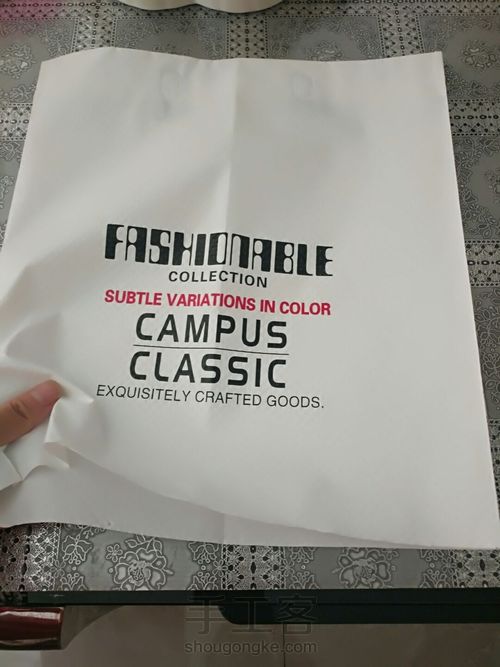 FASHIONABLE
COLLECTION
SUBTLE VARIATIONS IN COLOR
CAMPUS
CLASSIC
EXQUISITELY CRAFTED GOODS.
手工客
shougongke.com